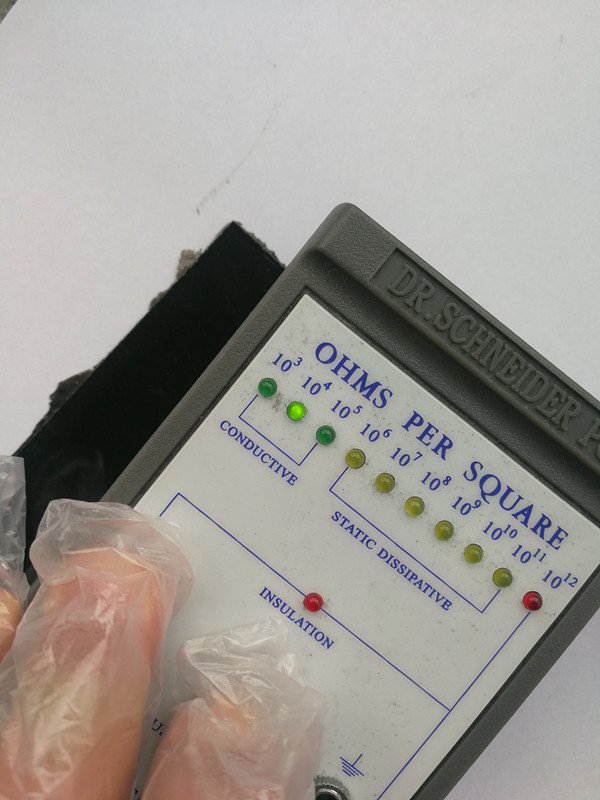 DR.SCHNEIDER
OHMS PER SQUARE
10³ 10⁴ 10⁵ 10⁶ 10⁷ 10⁸ 10⁹ 10¹⁰ 10¹¹ 10¹²
CONDUCTIVE
STATIC DISSIPATIVE
INSULATION